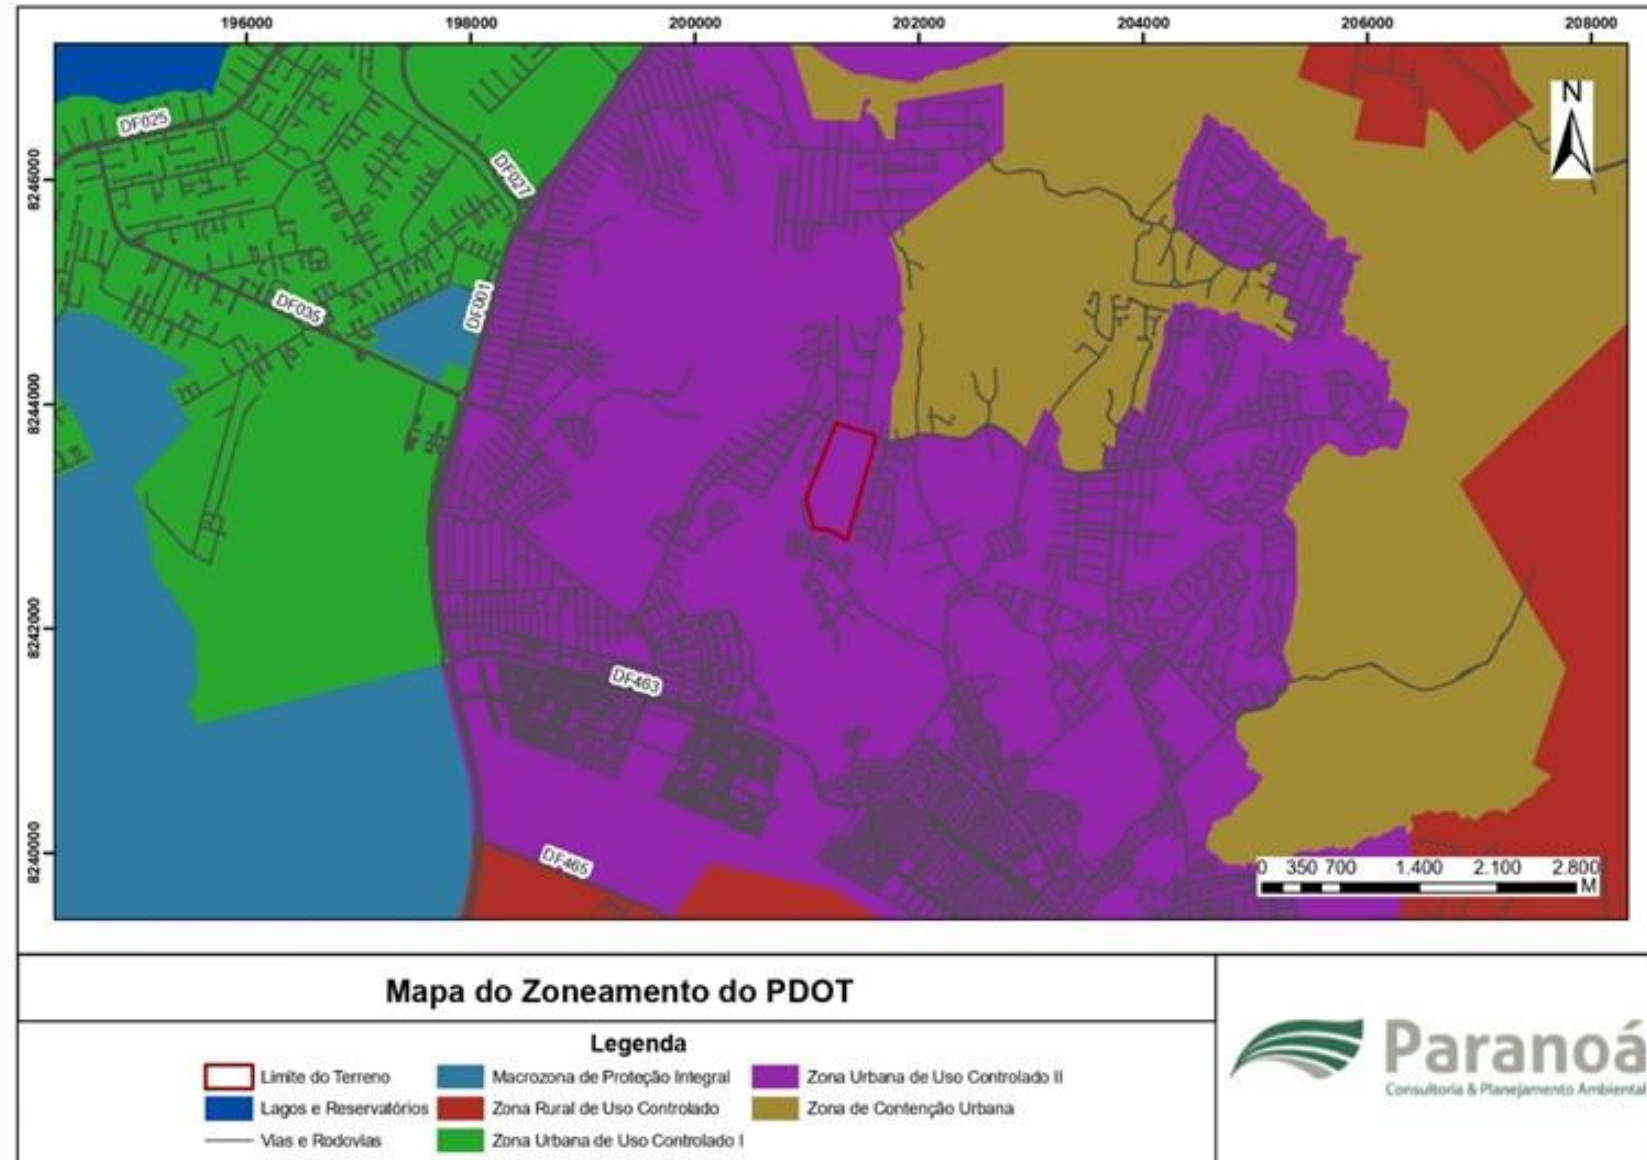 196000 198000 200000 202000 204000 206000 208000
N
DF025
DF027
8246000
DF035
DF001
8244000
8242000
DF463
8240000
DF465
0 350 700 1.400 2.100 2.800
M
Mapa do Zoneamento do PDOT
Legenda
Limite do Terreno
Macrozona de Proteção Integral
Zona Urbana de Uso Controlado II
Lagos e Reservatórios
Zona Rural de Uso Controlado
Zona de Contenção Urbana
Vias e Rodovias
Zona Urbana de Uso Controlado I
Paranoá
Consultoria & Planejamento Ambiental